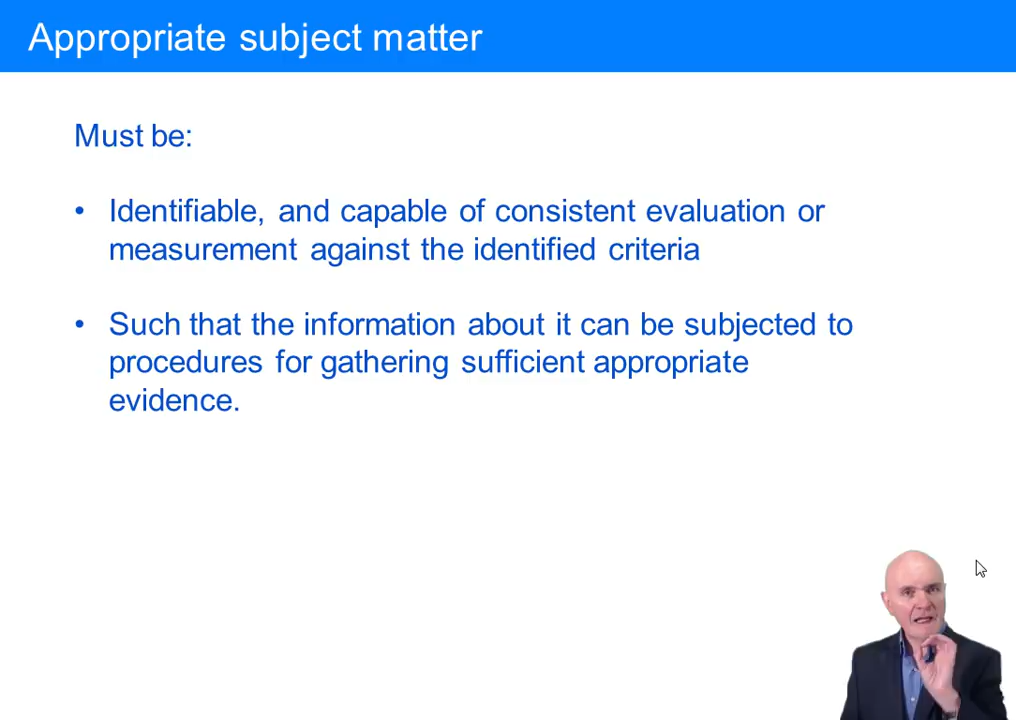 Appropriate subject matter
Must be:
• Identifiable, and capable of consistent evaluation or
measurement against the identified criteria
• Such that the information about it can be subjected to
procedures for gathering sufficient appropriate
evidence.